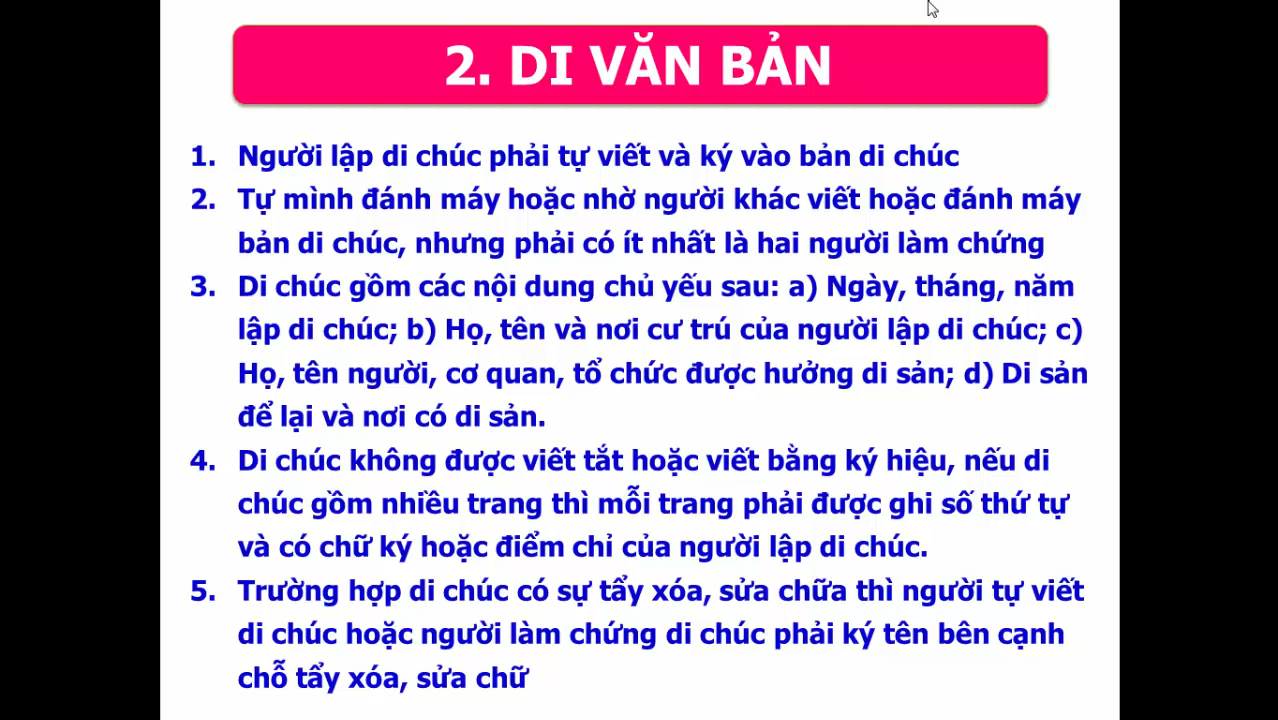 2. DI VĂN BẢN
1. Người lập di chúc phải tự viết và ký vào bản di chúc
2. Tự mình đánh máy hoặc nhờ người khác viết hoặc đánh máy
bản di chúc, nhưng phải có ít nhất là hai người làm chứng
3. Di chúc gồm các nội dung chủ yếu sau: a) Ngày, tháng, năm
lập di chúc; b) Họ, tên và nơi cư trú của người lập di chúc; c)
Họ, tên người, cơ quan, tổ chức được hưởng di sản; d) Di sản
để lại và nơi có di sản.
4. Di chúc không được viết tắt hoặc viết bằng ký hiệu, nếu di
chúc gồm nhiều trang thì mỗi trang phải được ghi số thứ tự
và có chữ ký hoặc điểm chỉ của người lập di chúc.
5. Trường hợp di chúc có sự tẩy xóa, sửa chữa thì người tự viết
di chúc hoặc người làm chứng di chúc phải ký tên bên cạnh
chỗ tẩy xóa, sửa chữ